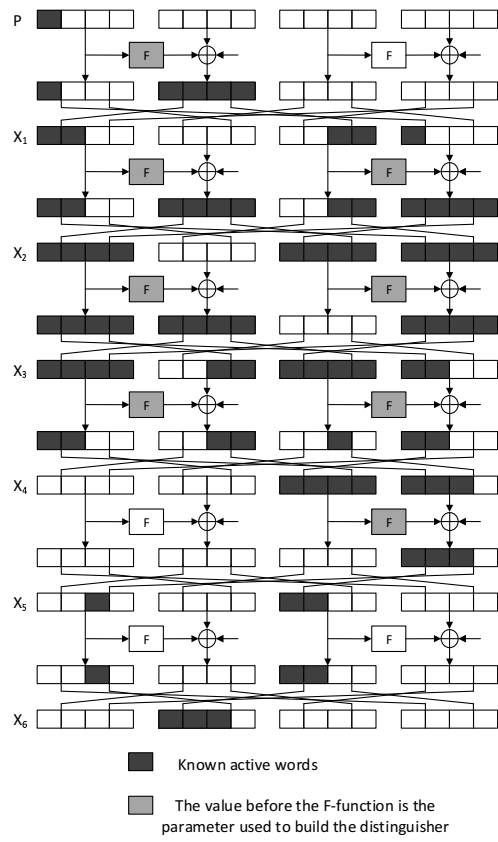 P
F
F
X1
F
F
X2
F
F
X3
F
F
X4
F
F
X5
F
F
X6
Known active words
The value before the F-function is the
parameter used to build the distinguisher